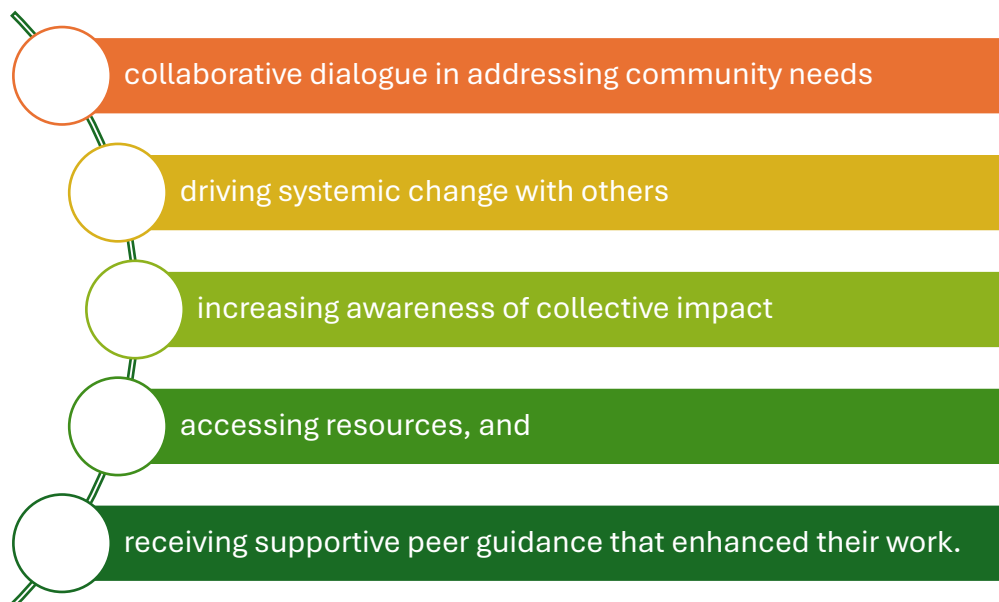 collaborative dialogue in addressing community needs
driving systemic change with others
increasing awareness of collective impact
accessing resources, and
receiving supportive peer guidance that enhanced their work.